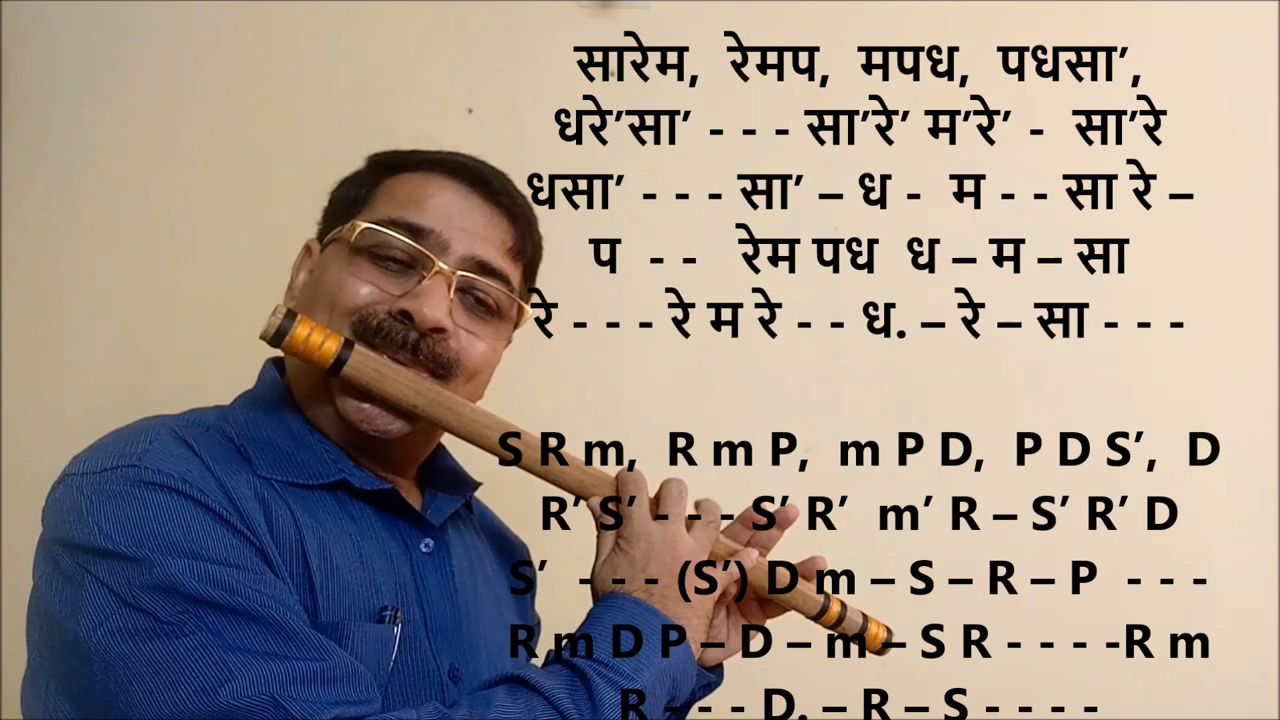 सारेम, रेमप, मपध, पधसा’,
धरे’सा’ - - - सा’रे’ म’रे’ - सा’रे
धसा’ - - - सा’ – ध - म - - सा रे –
प - - रेम पध ध – म – सा
रे - - - रे म रे - - ध. – रे – सा - - -
S R m, R m P, m P D, P D S’, D
R’ S’ - - - S’ R’ m’ R – S’ R’ D
S’ - - - (S’) D m – S – R – P - - -
R m D P – D – m – S R - - - -R m
R - - - D. – R – S - - - -